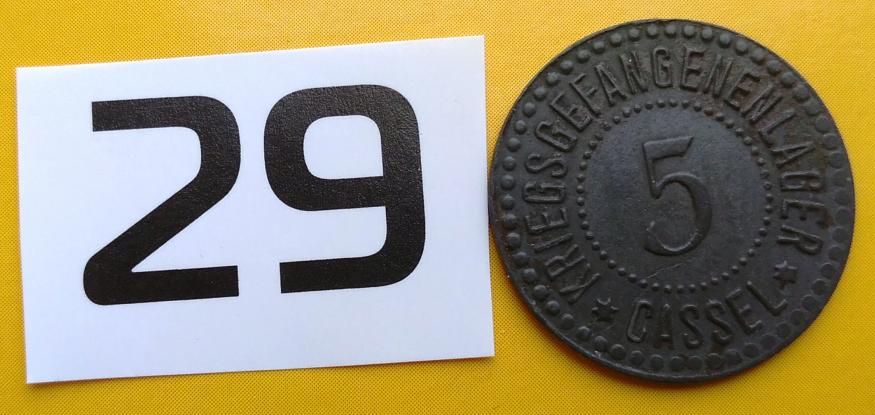 29
KRIEGSGEFANGENENLAGER
5
★ CASSEL ★